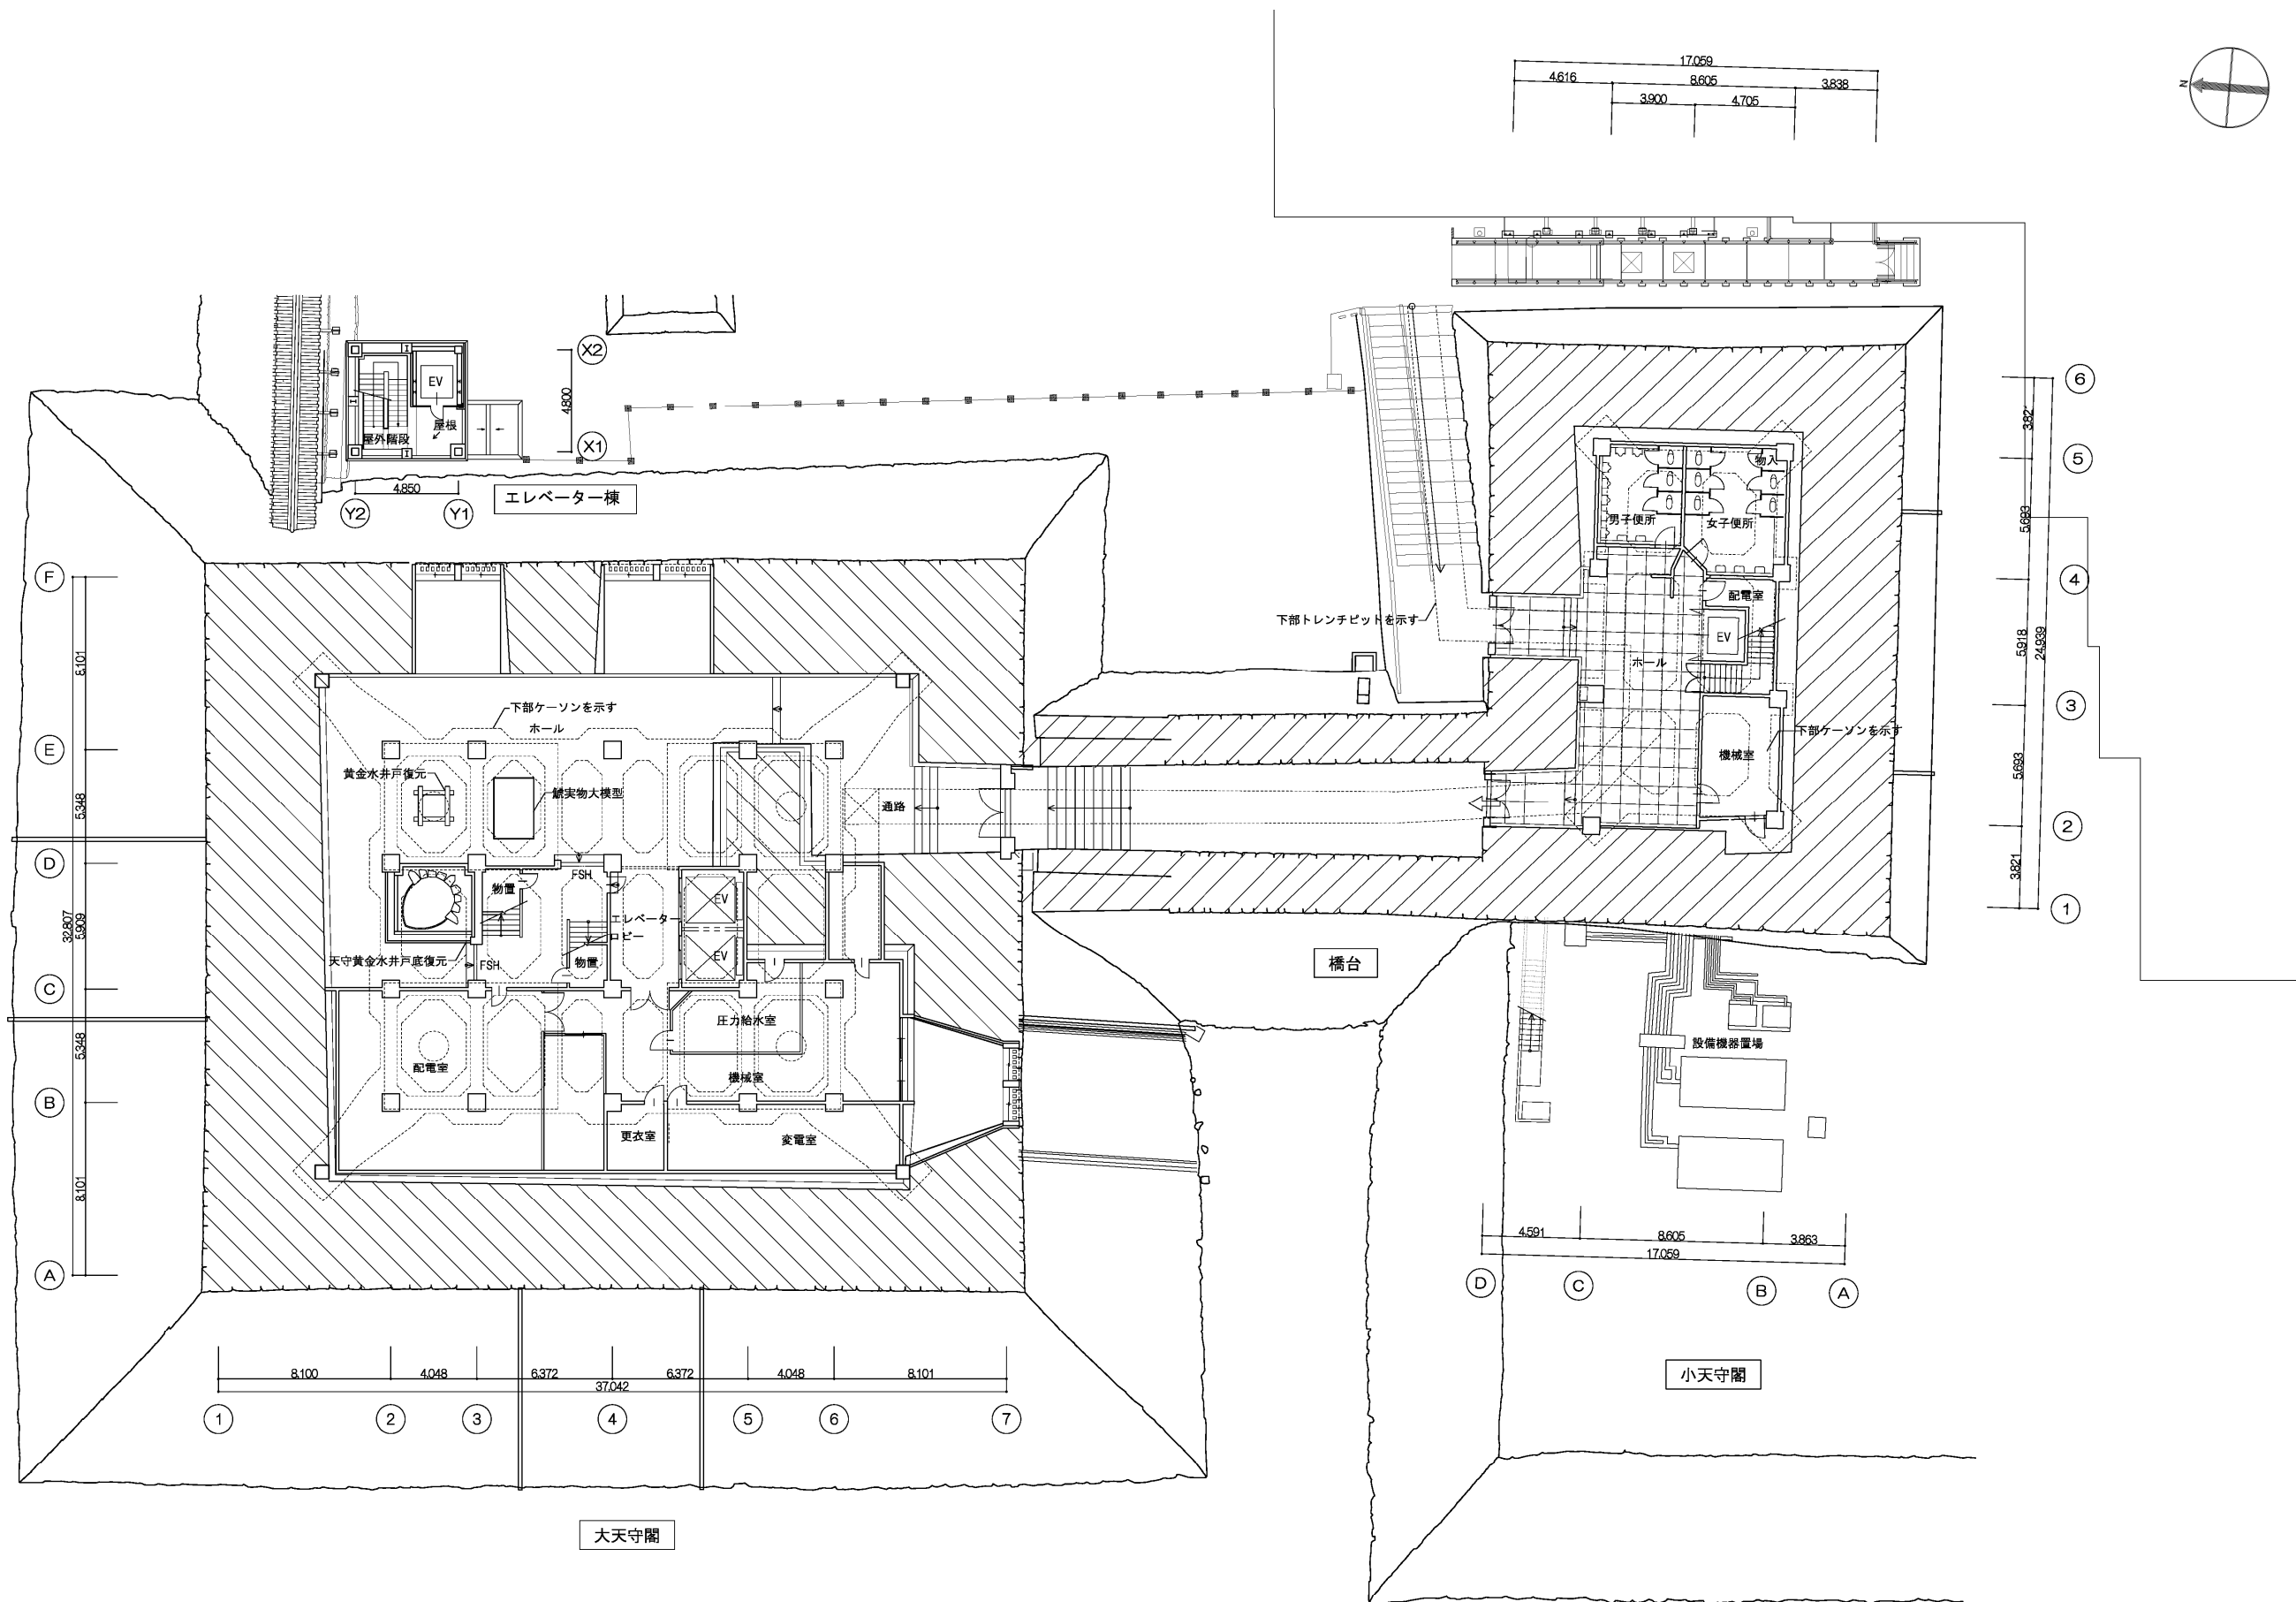 17.059
4.616
8.605
3.838
3.900
4.705
N
X2
EV
4.800
屋根
屋外階段
X1
4.850
Y2
Y1
エレベーター棟
6
3.82
5
5.693
4
5.918
24.939
3
5.693
2
3.821
1
物入
男子便所
女子便所
配電室
EV
ホール
下部トレンチピットを示す
下部ケーソンを示す
機械室
F
8.101
E
5.348
D
32.807
5.909
C
5.348
B
8.101
A
下部ケーソンを示す
ホール
黄金水井戸復元
鯱実物大模型
通路
FSH
物置
エレベーター
ロビー
EV
EV
天守黄金水井戸底復元
FSH
物置
圧力給水室
配電室
機械室
更衣室
変電室
橋台
設備機器置場
4.591
8.605
3.863
17.059
D
C
B
A
小天守閣
8.100
4.048
6.372
6.372
4.048
8.101
37.042
1
2
3
4
5
6
7
大天守閣